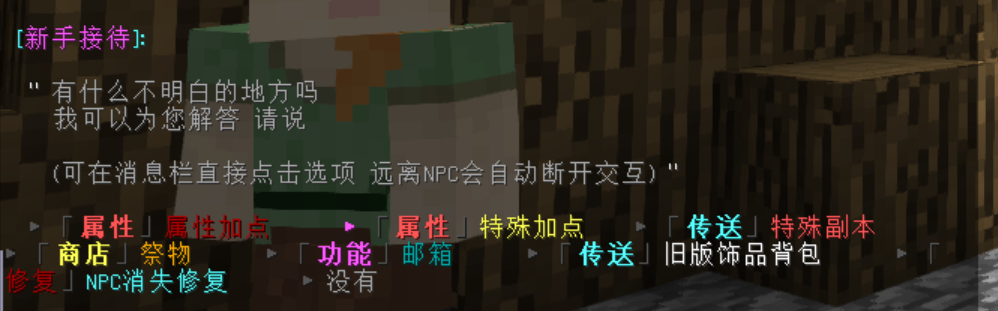 [新手接待]:
" 有什么不明白的地方吗
我可以为您解答 请说
(可在消息栏直接点击选项 远离NPC会自动断开交互) "
▸「属性」属性加点 ▸「属性」特殊加点 ▸「传送」特殊副本
▸「商店」祭物 ▸「功能」邮箱 ▸「传送」旧版饰品背包 ▸「
修复」NPC消失修复 ▸没有